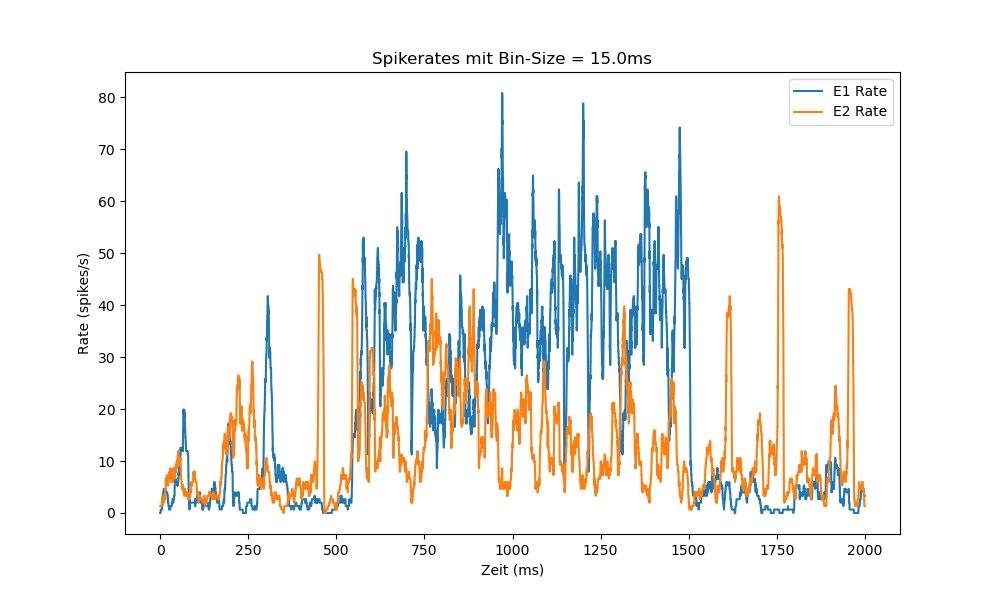 Spikerates mit Bin-Size = 15.0ms
E1 Rate
E2 Rate
Rate (spikes/s)
80
70
60
50
40
30
20
10
0
0 250 500 750 1000 1250 1500 1750 2000
Zeit (ms)